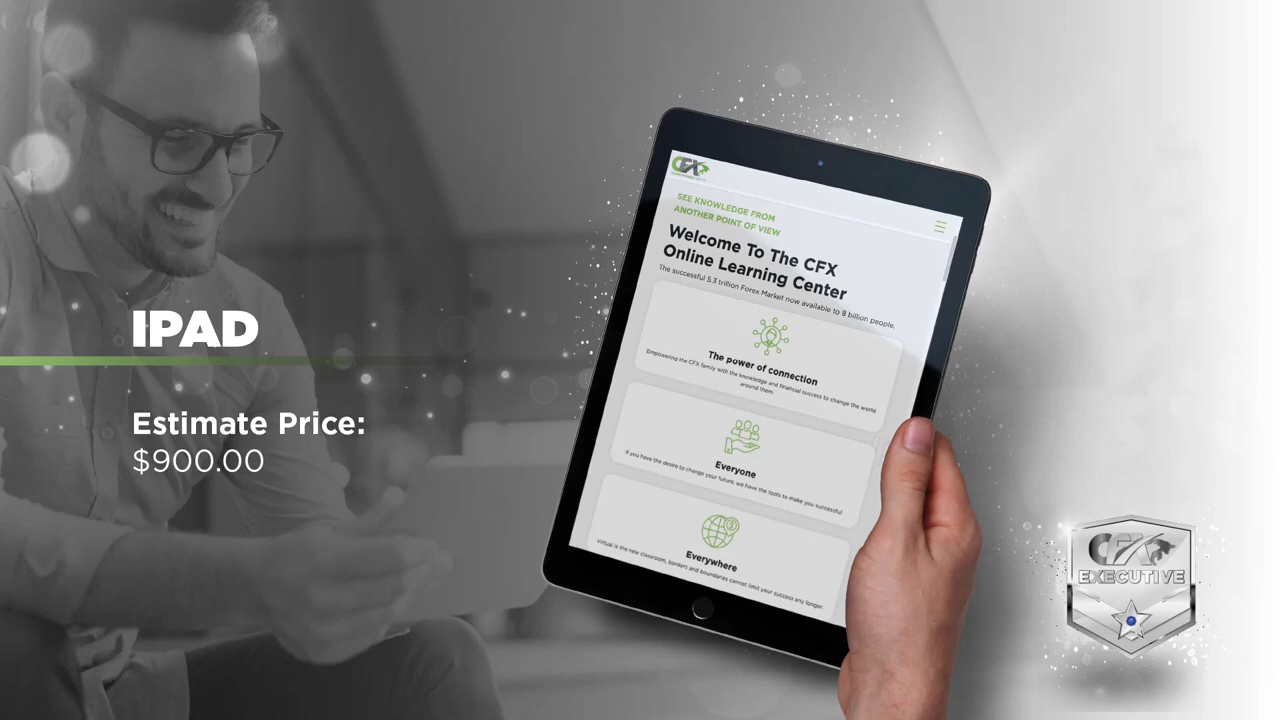 IPAD
Estimate Price:
$900.00
CFX
SEE KNOWLEDGE FROM
ANOTHER POINT OF VIEW
Welcome To The CFX
Online Learning Center
The successful 5.3 trillion Forex Market now available to 8 billion people.
The power of connection
Empowering the CFX family with the knowledge and financial success to change the world
around them.
Everyone
If you have the desire to change your future, we have the tools to make you successful.
Everywhere
Virtual is the new classroom, borders and boundaries cannot limit your success any longer.
CFX
EXECUTIVE